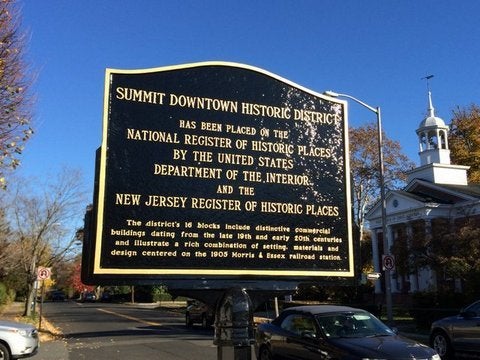 SUMMIT DOWNTOWN HISTORIC DISTRICT
HAS BEEN PLACED ON THE
NATIONAL REGISTER OF HISTORIC PLACES
BY THE UNITED STATES
DEPARTMENT OF THE INTERIOR
AND THE
NEW JERSEY REGISTER OF HISTORIC PLACES
The district's 16 blocks include distinctive commercial
buildings dating from the late 19th and early 20th centuries
and illustrate a rich combination of setting, materials and
design centered on the 1905 Morris & Essex railroad station.